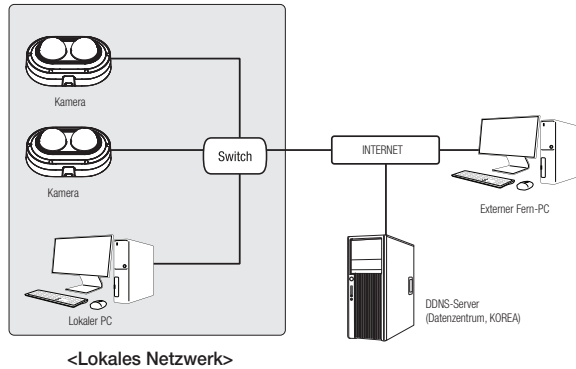 Kamera
Kamera
Switch
INTERNET
Externer Fern-PC
Lokaler PC
DDNS-Server
(Datenzentrum, KOREA)
<Lokales Netzwerk>